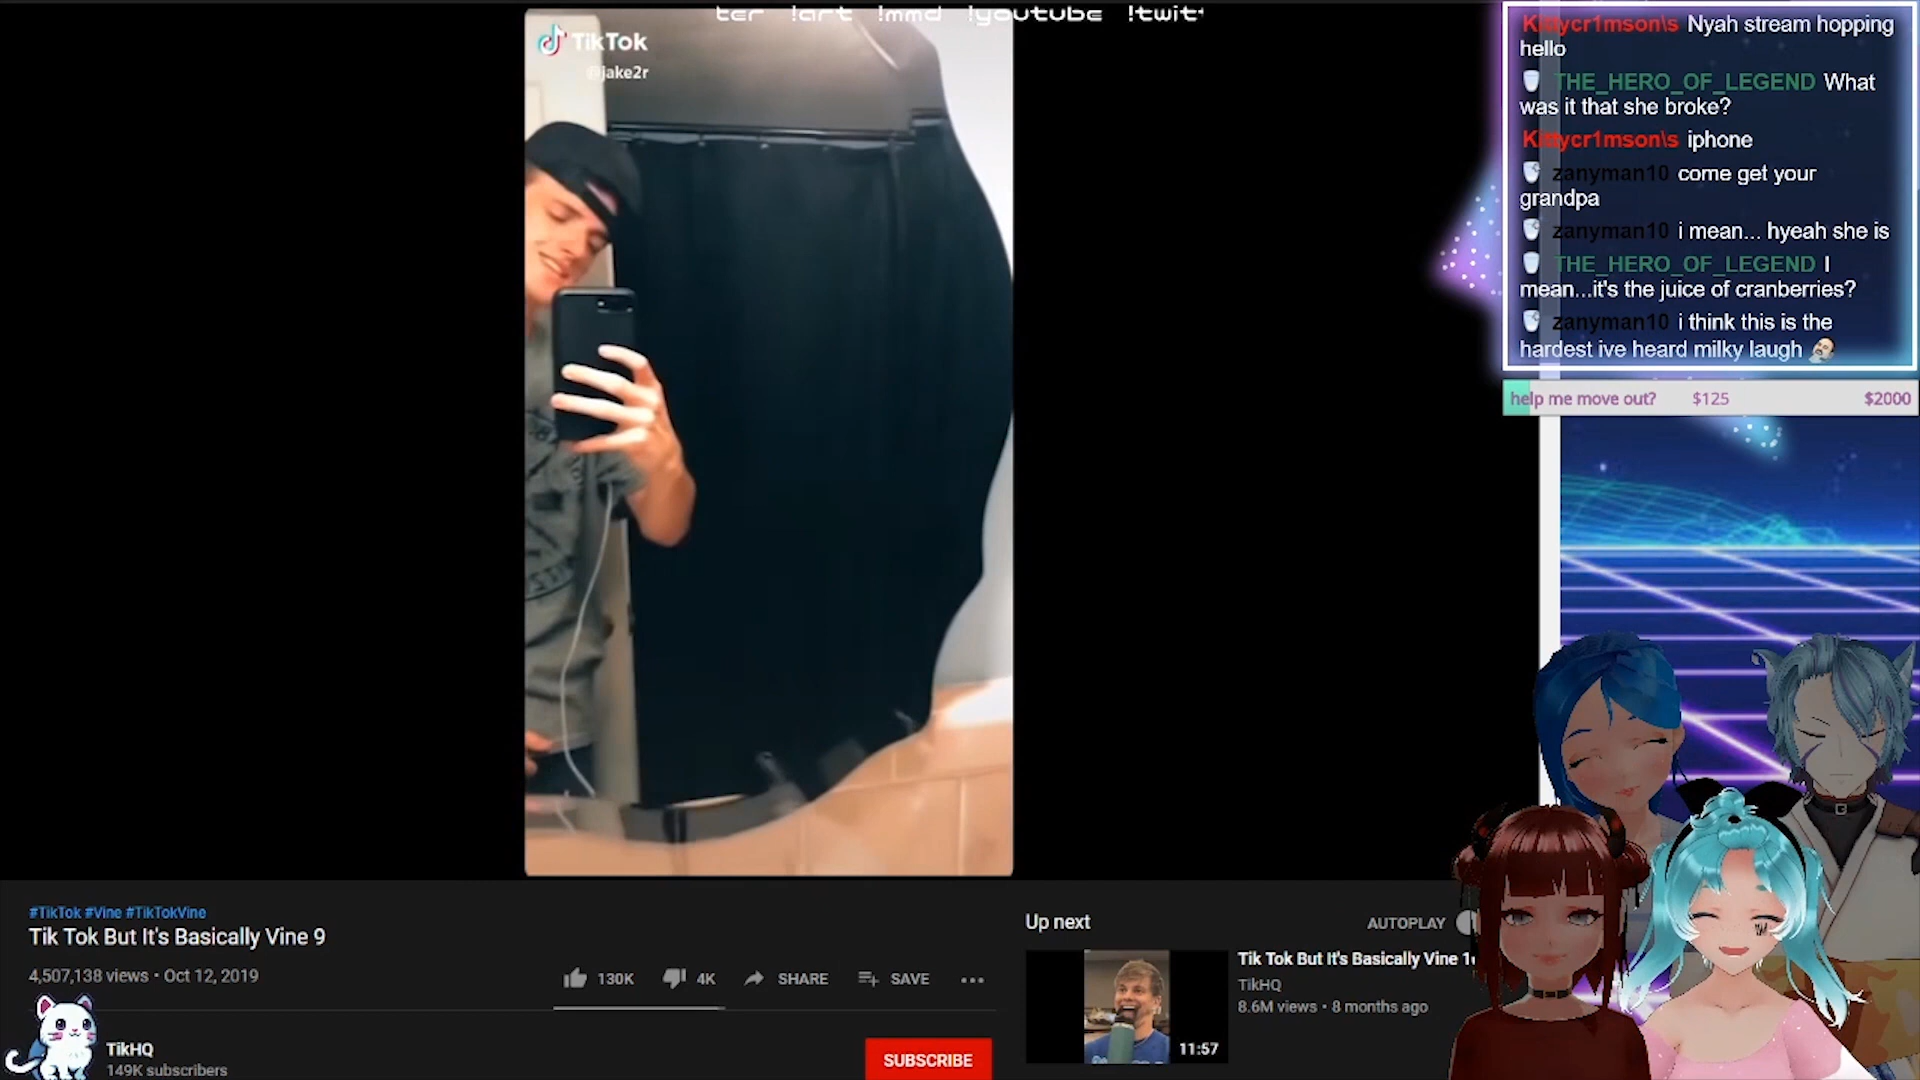 ter !art !mmd !youtube !twit
TikTok
@jake2r
Kittycr1mson\s Nyah stream hopping
hello
THE_HERO_OF_LEGEND What
was it that she broke?
Kittycr1mson\s iphone
zanyman10 come get your
grandpa
zanyman10 i mean... hyeah she is
THE_HERO_OF_LEGEND I
mean...it's the juice of cranberries?
zanyman10 i think this is the
hardest ive heard milky laugh
help me move out? $125 $2000
#TikTok #Vine #TikTokVine
Tik Tok But It's Basically Vine 9
4,507,138 views • Oct 12, 2019
130K 4K SHARE SAVE
TikHQ
149K subscribers
SUBSCRIBE
Up next AUTOPLAY
Tik Tok But It's Basically Vine 1
TikHQ
8.6M views • 8 months ago
11:57